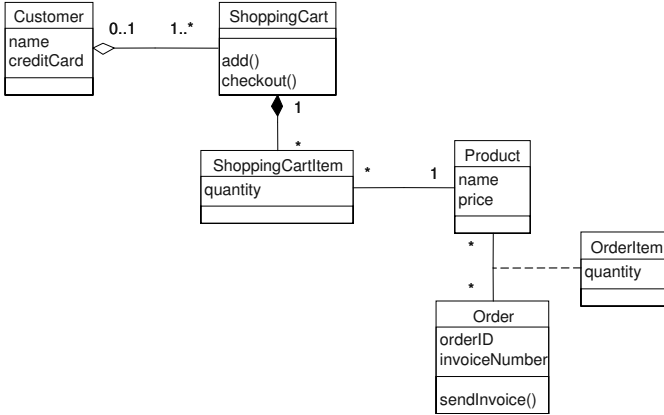 Customer
name
creditCard
0..1
1..*
ShoppingCart
add()
checkout()
1
*
ShoppingCartItem
quantity
*
1
Product
name
price
*
*
OrderItem
quantity
Order
orderID
invoiceNumber
sendInvoice()